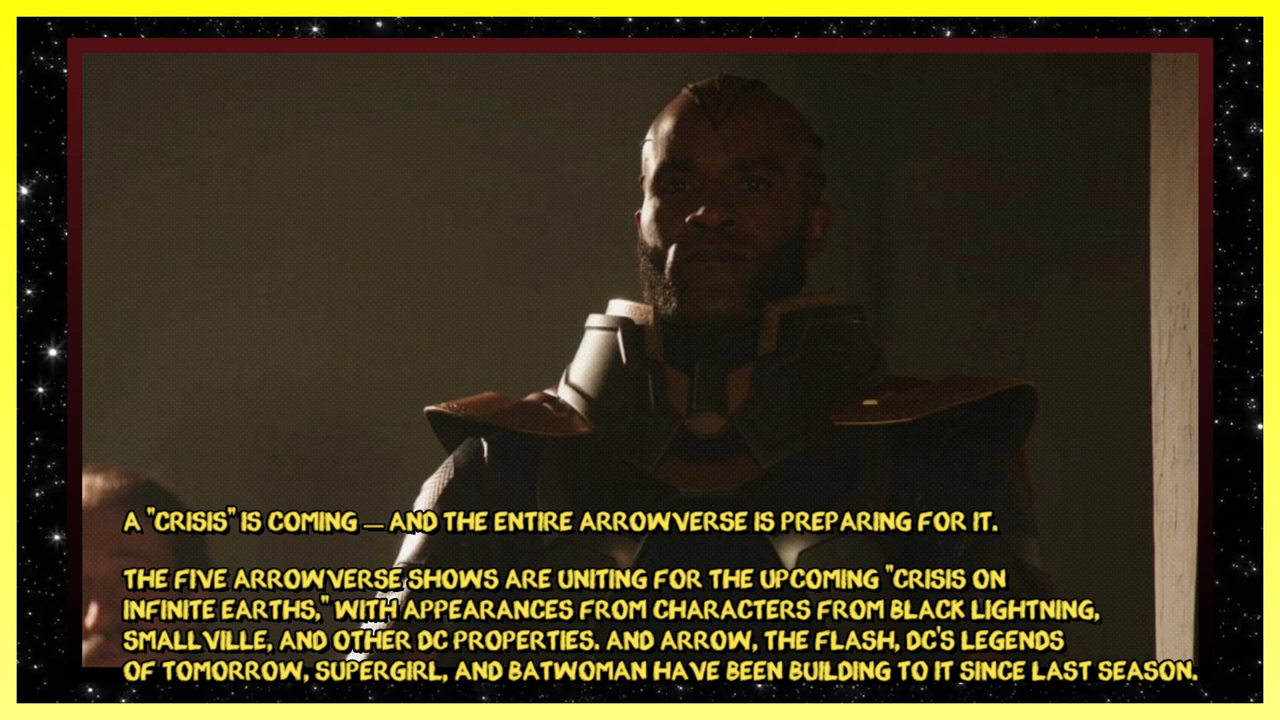 A "CRISIS" IS COMING — AND THE ENTIRE ARROWVERSE IS PREPARING FOR IT.
THE FIVE ARROWVERSE SHOWS ARE UNITING FOR THE UPCOMING "CRISIS ON
INFINITE EARTHS," WITH APPEARANCES FROM CHARACTERS FROM BLACK LIGHTNING,
SMALLVILLE, AND OTHER DC PROPERTIES. AND ARROW, THE FLASH, DC'S LEGENDS
OF TOMORROW, SUPERGIRL, AND BATWOMAN HAVE BEEN BUILDING TO IT SINCE LAST SEASON.